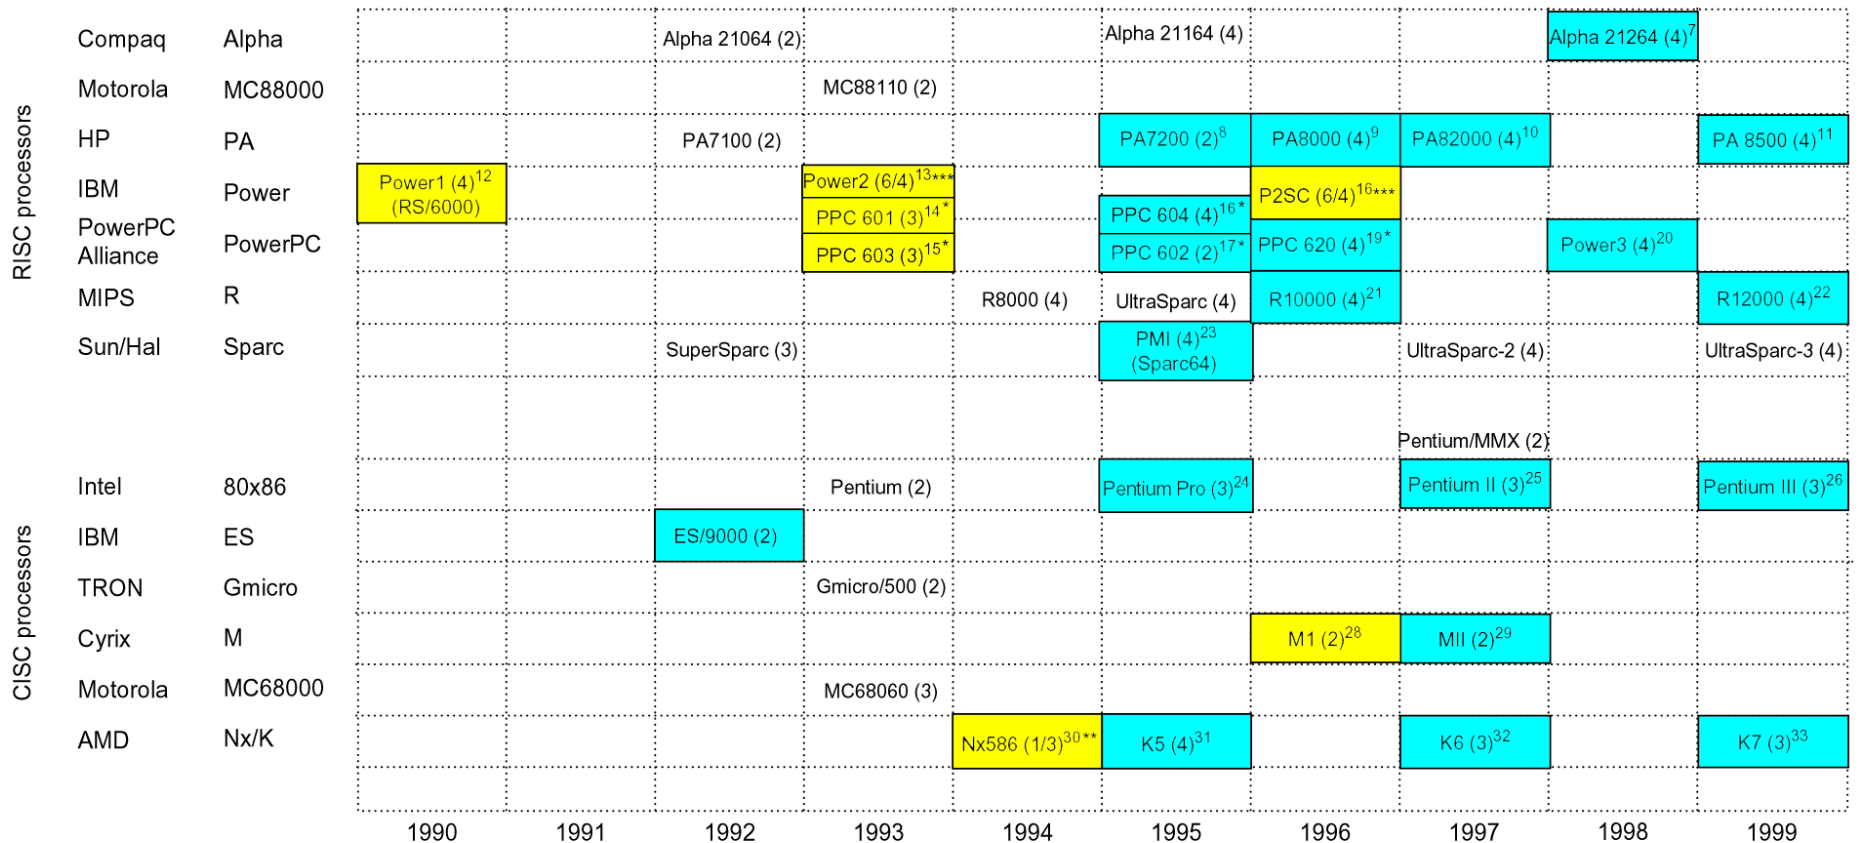 Compaq Alpha Alpha 21064 (2) Alpha 21164 (4) Alpha 21264 (4)7
Motorola MC88000 MC88110 (2)
HP PA PA7100 (2) PA7200 (2)8 PA8000 (4)9 PA82000 (4)10 PA 8500 (4)11
RISC processors
IBM Power Power1 (4)12 Power2 (6/4)13*** P2SC (6/4)16***
(RS/6000) PPC 601 (3)14* PPC 604 (4)16*
PowerPC
Alliance PowerPC PPC 603 (3)15* PPC 602 (2)17* PPC 620 (4)19* Power3 (4)20
MIPS R R8000 (4) UltraSparc (4) R10000 (4)21 R12000 (4)22
Sun/Hal Sparc SuperSparc (3) PMI (4)23 UltraSparc-2 (4) UltraSparc-3 (4)
(Sparc64)
Pentium/MMX (2)
Intel 80x86 Pentium (2) Pentium Pro (3)24 Pentium II (3)25 Pentium III (3)26
IBM ES ES/9000 (2)
CISC processors
TRON Gmicro Gmicro/500 (2)
Cyrix M M1 (2)28 MII (2)29
Motorola MC68000 MC68060 (3)
AMD Nx/K Nx586 (1/3)30** K5 (4)31 K6 (3)32 K7 (3)33
1990 1991 1992 1993 1994 1995 1996 1997 1998 1999